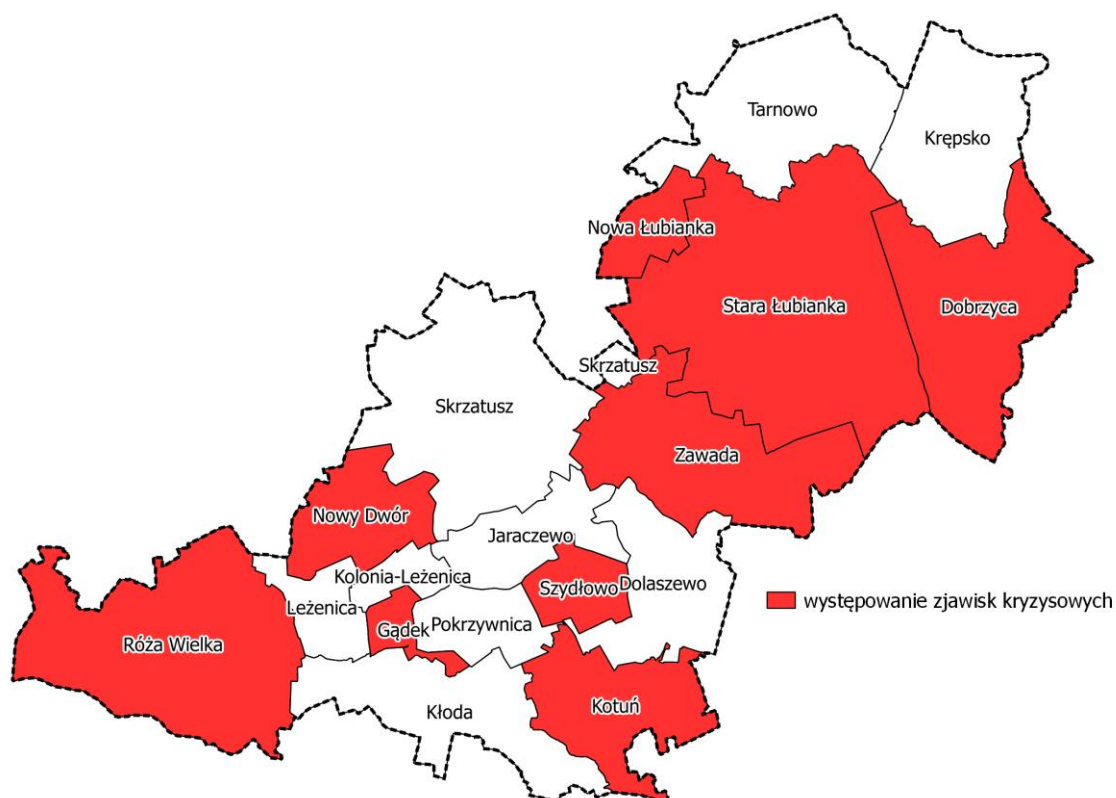 Tarnowo
Krępsko
Nowa Łubianka
Stara Łubianka
Dobrzyca
Skrzatusz
Skrzatusz
Zawada
Nowy Dwór
Jaraczewo
Kolonia-Leżenica
Szydłowo
Dolaszewo
Leżenica
występowanie zjawisk kryzysowych
Gądek
Pokrzywnica
Róża Wielka
Kotuń
Kłoda